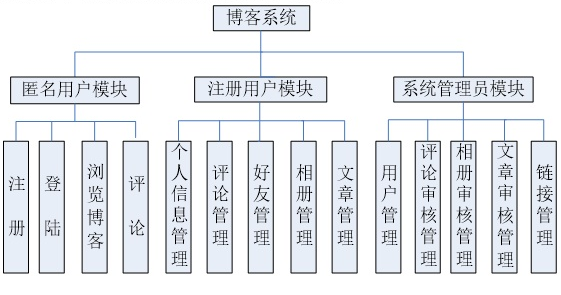 博客系统
匿名用户模块
注册用户模块
系统管理员模块
注册
登陆
浏览博客
评论
个人信息管理
评论管理
好友管理
相册管理
文章管理
用户管理
评论审核管理
相册审核管理
文章审核管理
链接管理